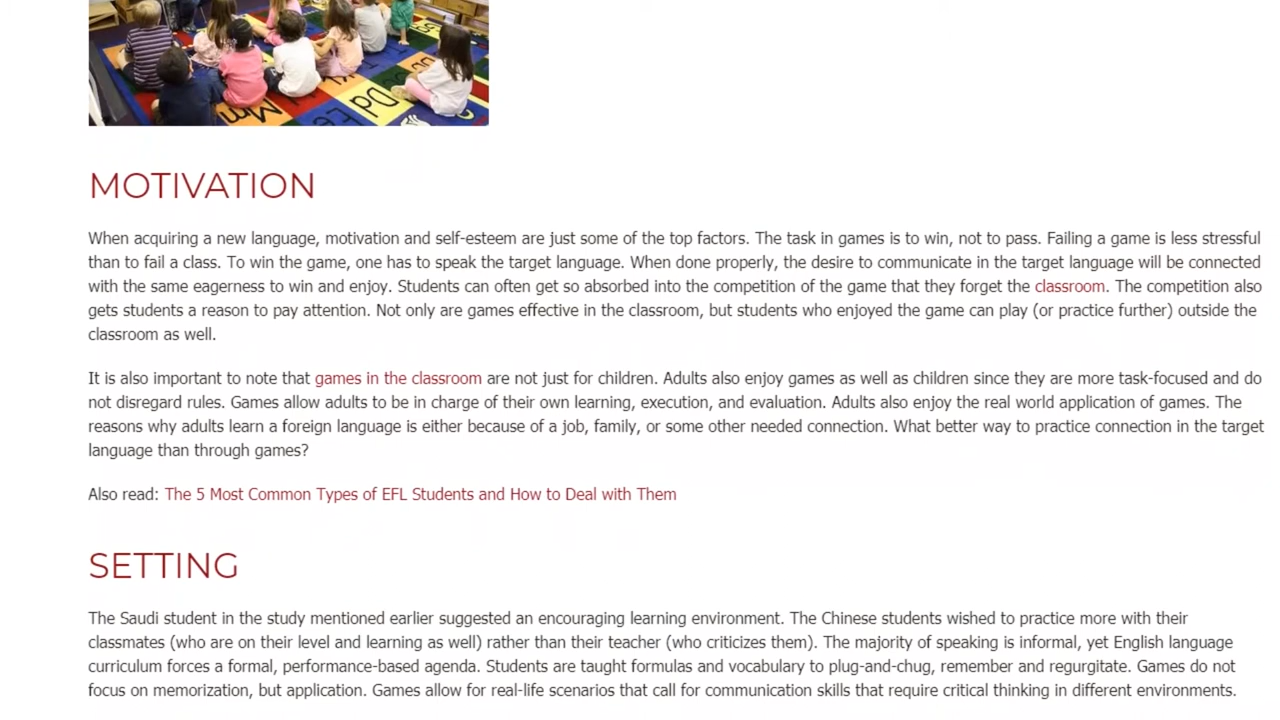 Mm
Dd
MOTIVATION
When acquiring a new language, motivation and self-esteem are just some of the top factors. The task in games is to win, not to pass. Failing a game is less stressful
than to fail a class. To win the game, one has to speak the target language. When done properly, the desire to communicate in the target language will be connected
with the same eagerness to win and enjoy. Students can often get so absorbed into the competition of the game that they forget the classroom. The competition also
gets students a reason to pay attention. Not only are games effective in the classroom, but students who enjoyed the game can play (or practice further) outside the
classroom as well.
It is also important to note that games in the classroom are not just for children. Adults also enjoy games as well as children since they are more task-focused and do
not disregard rules. Games allow adults to be in charge of their own learning, execution, and evaluation. Adults also enjoy the real world application of games. The
reasons why adults learn a foreign language is either because of a job, family, or some other needed connection. What better way to practice connection in the target
language than through games?
Also read: The 5 Most Common Types of EFL Students and How to Deal with Them
SETTING
The Saudi student in the study mentioned earlier suggested an encouraging learning environment. The Chinese students wished to practice more with their
classmates (who are on their level and learning as well) rather than their teacher (who criticizes them). The majority of speaking is informal, yet English language
curriculum forces a formal, performance-based agenda. Students are taught formulas and vocabulary to plug-and-chug, remember and regurgitate. Games do not
focus on memorization, but application. Games allow for real-life scenarios that call for communication skills that require critical thinking in different environments.